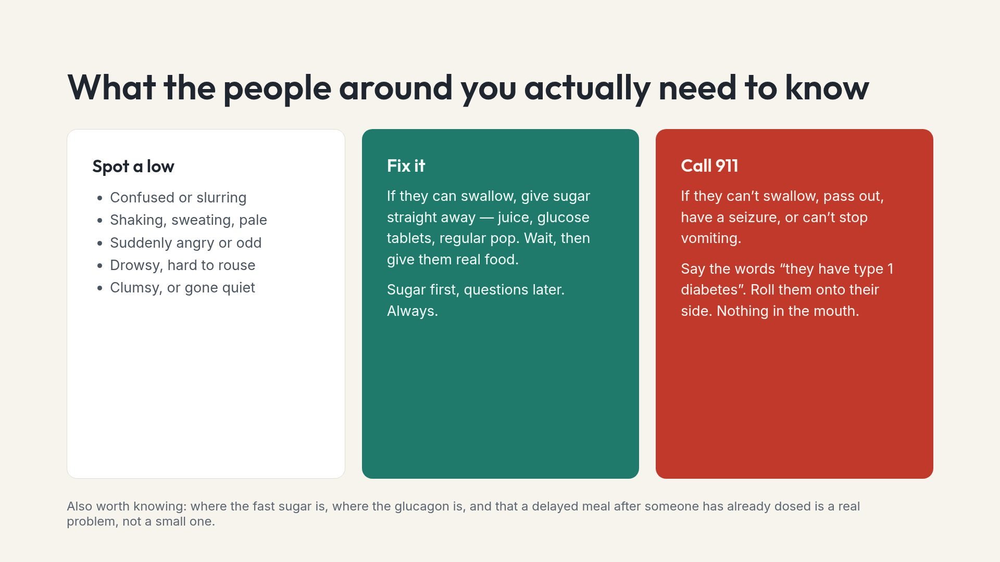 What the people around you actually need to know
Spot a low
• Confused or slurring
• Shaking, sweating, pale
• Suddenly angry or odd
• Drowsy, hard to rouse
• Clumsy, or gone quiet
Fix it
If they can swallow, give sugar
straight away — juice, glucose
tablets, regular pop. Wait, then
give them real food.
Sugar first, questions later.
Always.
Call 911
If they can’t swallow, pass out,
have a seizure, or can’t stop
vomiting.
Say the words “they have type 1
diabetes”. Roll them onto their
side. Nothing in the mouth.
Also worth knowing: where the fast sugar is, where the glucagon is, and that a delayed meal after someone has already dosed is a real
problem, not a small one.